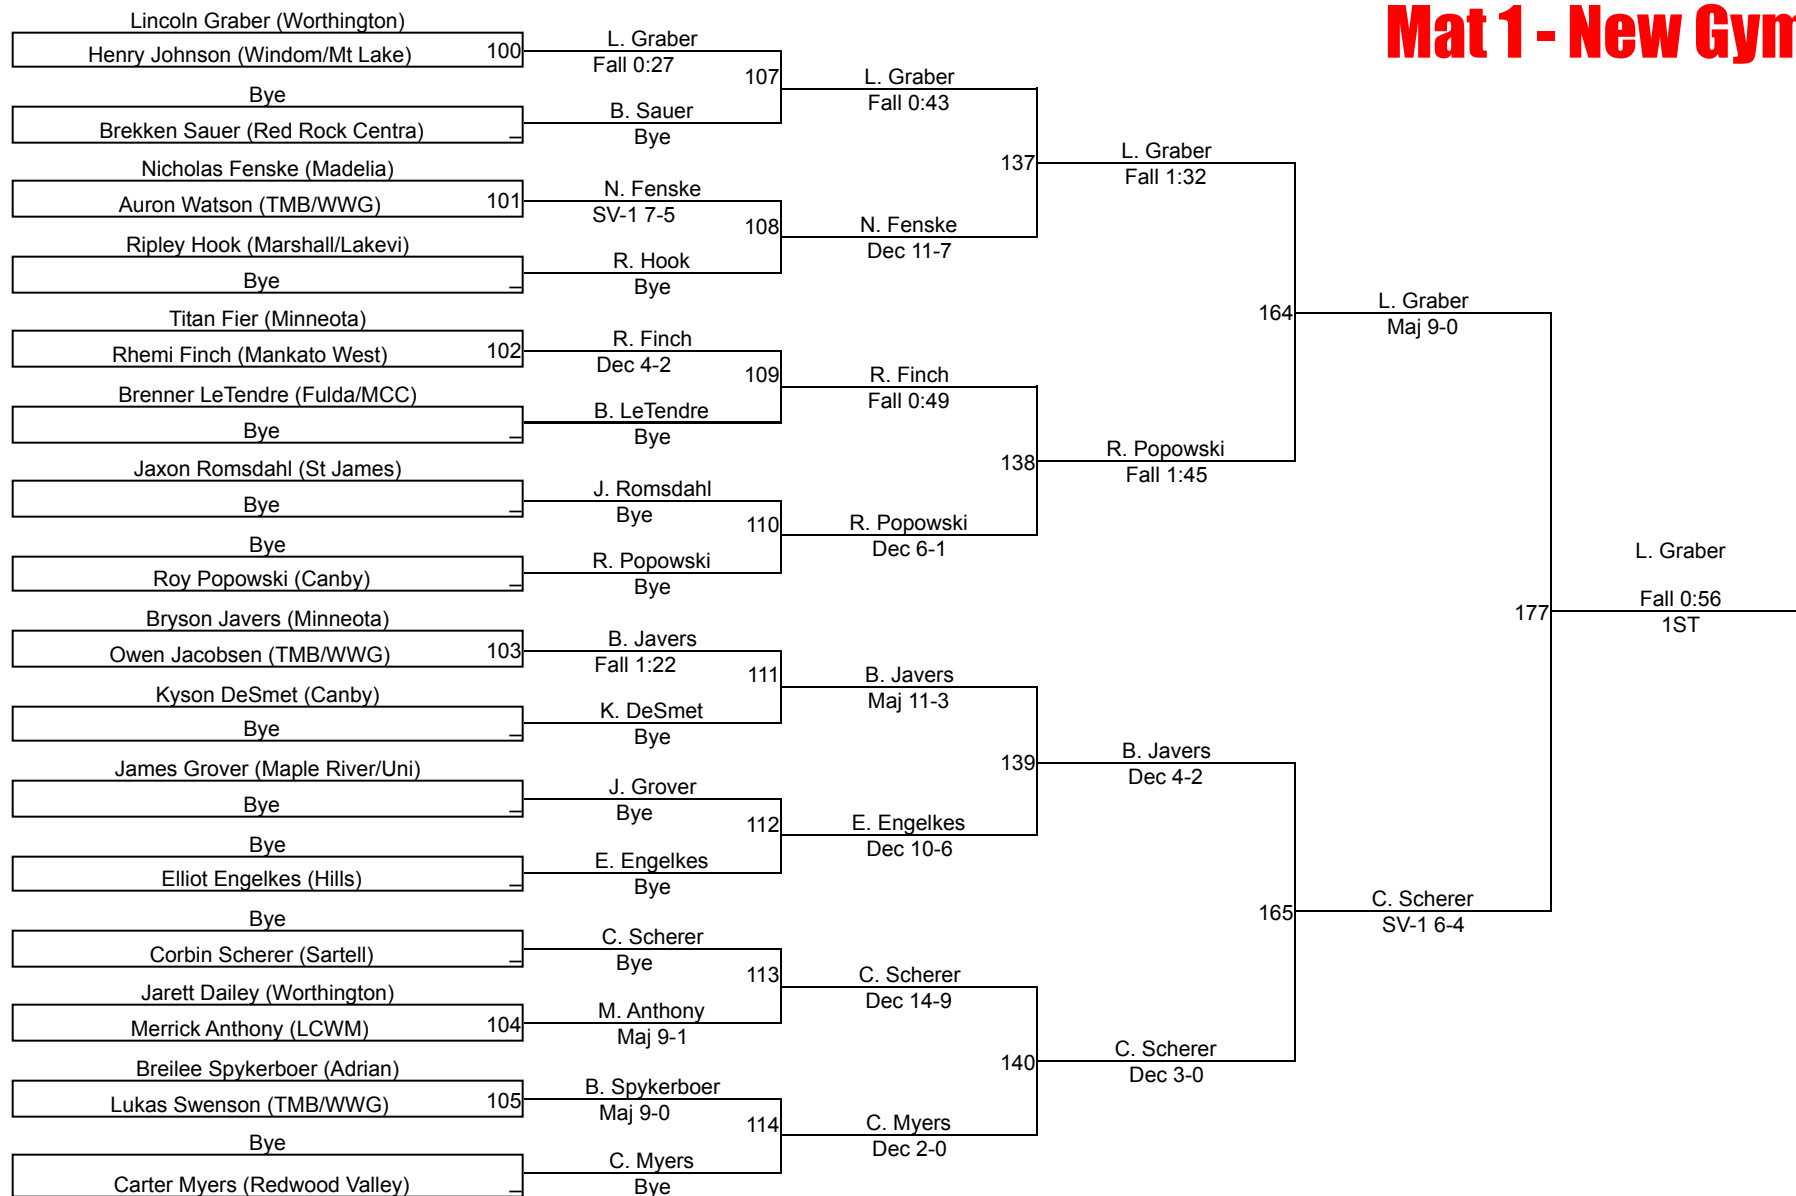 Mat 1 - New Gym
Lincoln Graber (Worthington)
Henry Johnson (Windom/Mt Lake) 100
Bye
Brekken Sauer (Red Rock Centra) _
Nicholas Fenske (Madelia)
Auron Watson (TMB/WWG) 101
Ripley Hook (Marshall/Lakevi)
Bye _
Titan Fier (Minneota)
Rhemi Finch (Mankato West) 102
Brenner LeTendre (Fulda/MCC)
Bye _
Jaxon Romsdahl (St James)
Bye _
Bye
Roy Popowski (Canby) _
Bryson Javers (Minneota)
Owen Jacobsen (TMB/WWG) 103
Kyson DeSmet (Canby)
Bye _
James Grover (Maple River/Uni)
Bye _
Bye
Elliot Engelkes (Hills) _
Bye
Corbin Scherer (Sartell) _
Jarett Dailey (Worthington)
Merrick Anthony (LCWM) 104
Breilee Spykerboer (Adrian)
Lukas Swenson (TMB/WWG) 105
Bye
Carter Myers (Redwood Valley) _
L. Graber
Fall 0:27
107
B. Sauer
Bye
N. Fenske
SV-1 7-5
108
R. Hook
Bye
R. Finch
Dec 4-2
109
B. LeTendre
Bye
J. Romsdahl
Bye
110
R. Popowski
Bye
B. Javers
Fall 1:22
111
K. DeSmet
Bye
J. Grover
Bye
112
E. Engelkes
Bye
C. Scherer
Bye
113
M. Anthony
Maj 9-1
B. Spykerboer
Maj 9-0
114
C. Myers
Bye
L. Graber
Fall 0:43
137
N. Fenske
Dec 11-7
R. Finch
Fall 0:49
138
R. Popowski
Dec 6-1
B. Javers
Maj 11-3
139
E. Engelkes
Dec 10-6
C. Scherer
Dec 14-9
140
C. Myers
Dec 2-0
L. Graber
Fall 1:32
164
R. Popowski
Fall 1:45
B. Javers
Dec 4-2
165
C. Scherer
Dec 3-0
L. Graber
Maj 9-0
177
C. Scherer
SV-1 6-4
L. Graber
Fall 0:56
1ST